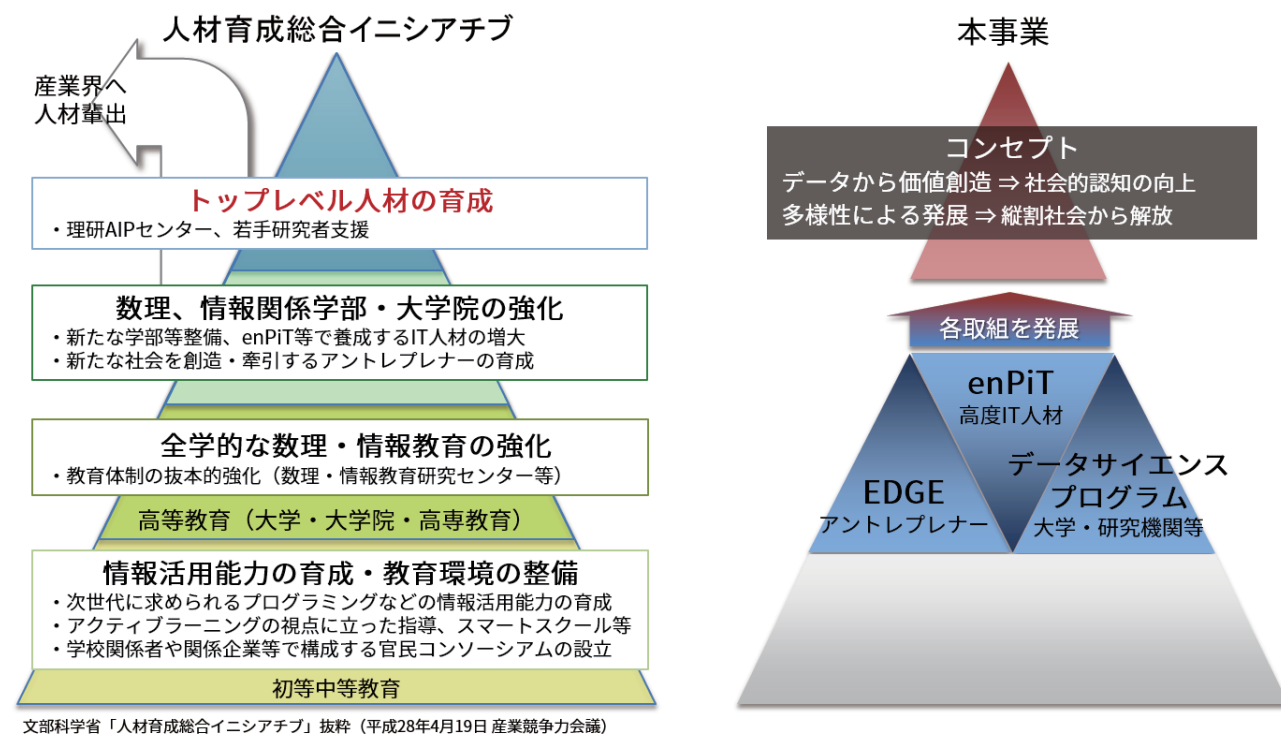 人材育成総合イニシアチブ
産業界へ
人材輩出
トップレベル人材の育成
・理研AIPセンター、若手研究者支援
数理、情報関係学部・大学院の強化
・新たな学部等整備、enPiT等で養成するIT人材の増大
・新たな社会を創造・牽引するアントレプレナーの育成
全学的な数理・情報教育の強化
・教育体制の抜本的強化（数理・情報教育研究センター等）
高等教育（大学・大学院・高専教育）
情報活用能力の育成・教育環境の整備
・次世代に求められるプログラミングなどの情報活用能力の育成
・アクティブラーニングの視点に立った指導、スマートスクール等
・学校関係者や関係企業等で構成する官民コンソーシアムの設立
初等中等教育
文部科学省「人材育成総合イニシアチブ」抜粋（平成28年4月19日 産業競争力会議）
本事業
コンセプト
データから価値創造 ⇒ 社会的認知の向上
多様性による発展 ⇒ 縦割社会から解放
各取組を発展
enPiT
高度IT人材
EDGE
アントレプレナー
データサイエンス
プログラム
大学・研究機関等